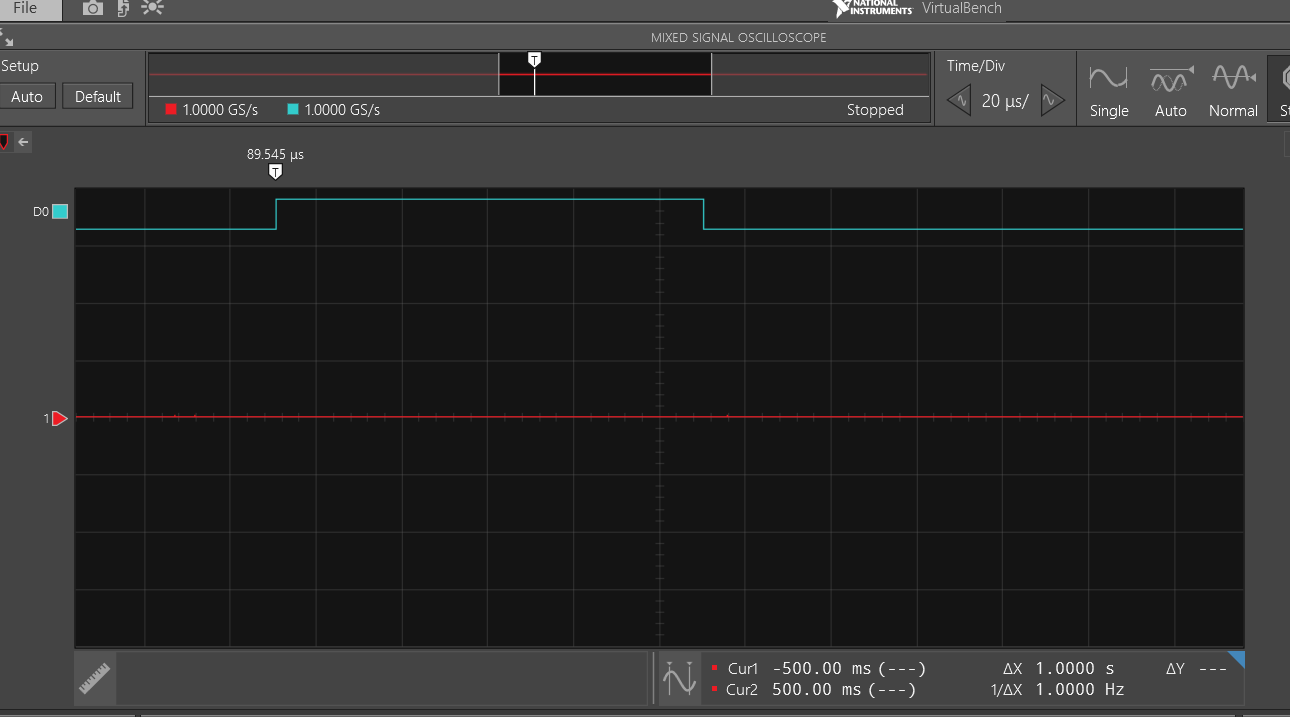 File
NATIONAL INSTRUMENTS VirtualBench
MIXED SIGNAL OSCILLOSCOPE
Setup
Auto Default
T
1.0000 GS/s 1.0000 GS/s Stopped
Time/Div
20 µs/
Single Auto Normal
89.545 µs
T
D0
1
Cur1 -500.00 ms (---) ΔX 1.0000 s ΔY ---
Cur2 500.00 ms (---) 1/ΔX 1.0000 Hz